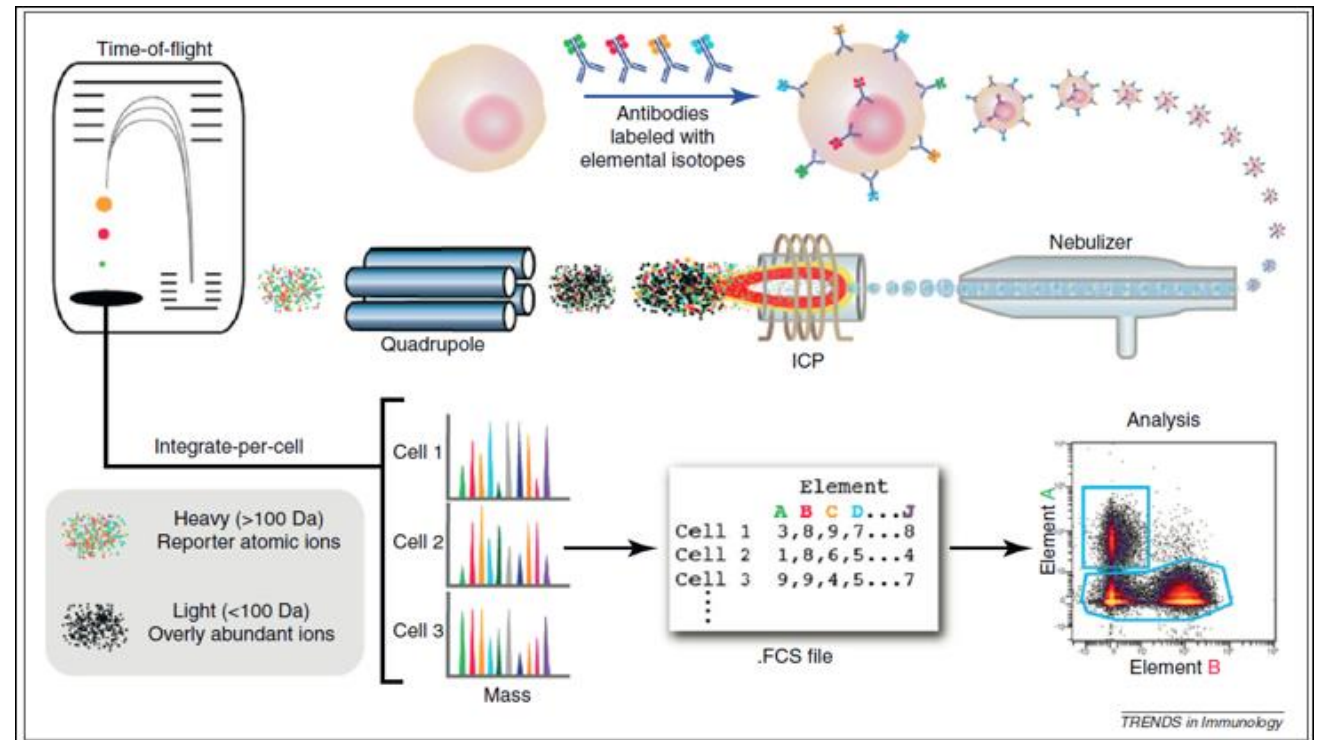 Time-of-flight
Antibodies
labeled with
elemental isotopes
Nebulizer
Quadrupole
ICP
Integrate-per-cell
Heavy (>100 Da)
Reporter atomic ions
Light (<100 Da)
Overly abundant ions
Cell 1
Cell 2
Cell 3
Mass
Element
A B C D...J
Cell 1 3,8,9,7...8
Cell 2 1,8,6,5...4
Cell 3 9,9,4,5...7
.FCS file
Analysis
Element A
Element B
TRENDS in Immunology